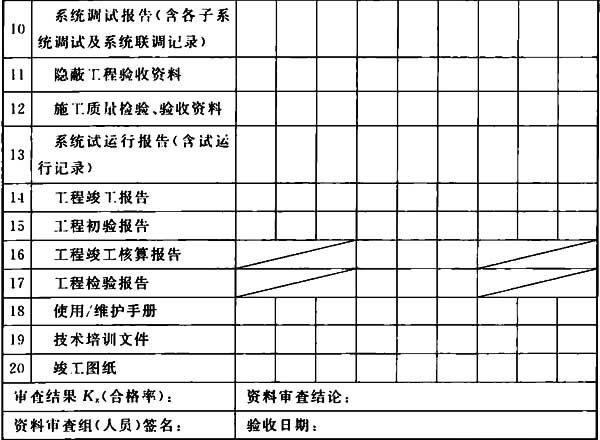 10 系统调试报告(含各子系
统调试及系统联调记录)
11 隐蔽工程验收资料
12 施工质量检验、验收资料
13 系统试运行报告(含试运
行记录)
14 工程竣工报告
15 工程初验报告
16 工程竣工核算报告
17 工程检验报告
18 使用/维护手册
19 技术培训文件
20 竣工图纸
审查结果 Kz(合格率): 资料审查结论:
资料审查组(人员)签名: 验收日期: